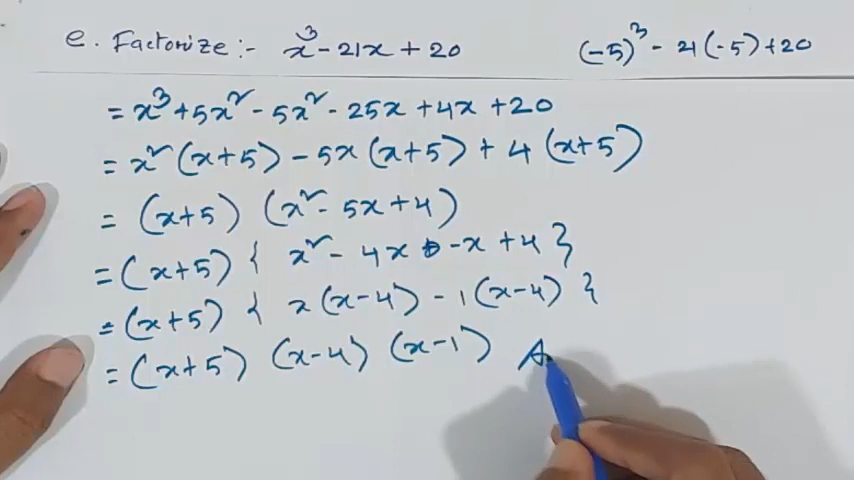 e. Factorize:- x³ - 21x + 20 (-5)³ - 21(-5) + 20
= x³ + 5x² - 5x² - 25x + 4x + 20
= x² (x+5) - 5x (x+5) + 4 (x+5)
= (x+5) (x² - 5x + 4)
= (x+5) { x² - 4x - x + 4 }
= (x+5) { x (x-4) - 1 (x-4) }
= (x+5) (x-4) (x-1) A